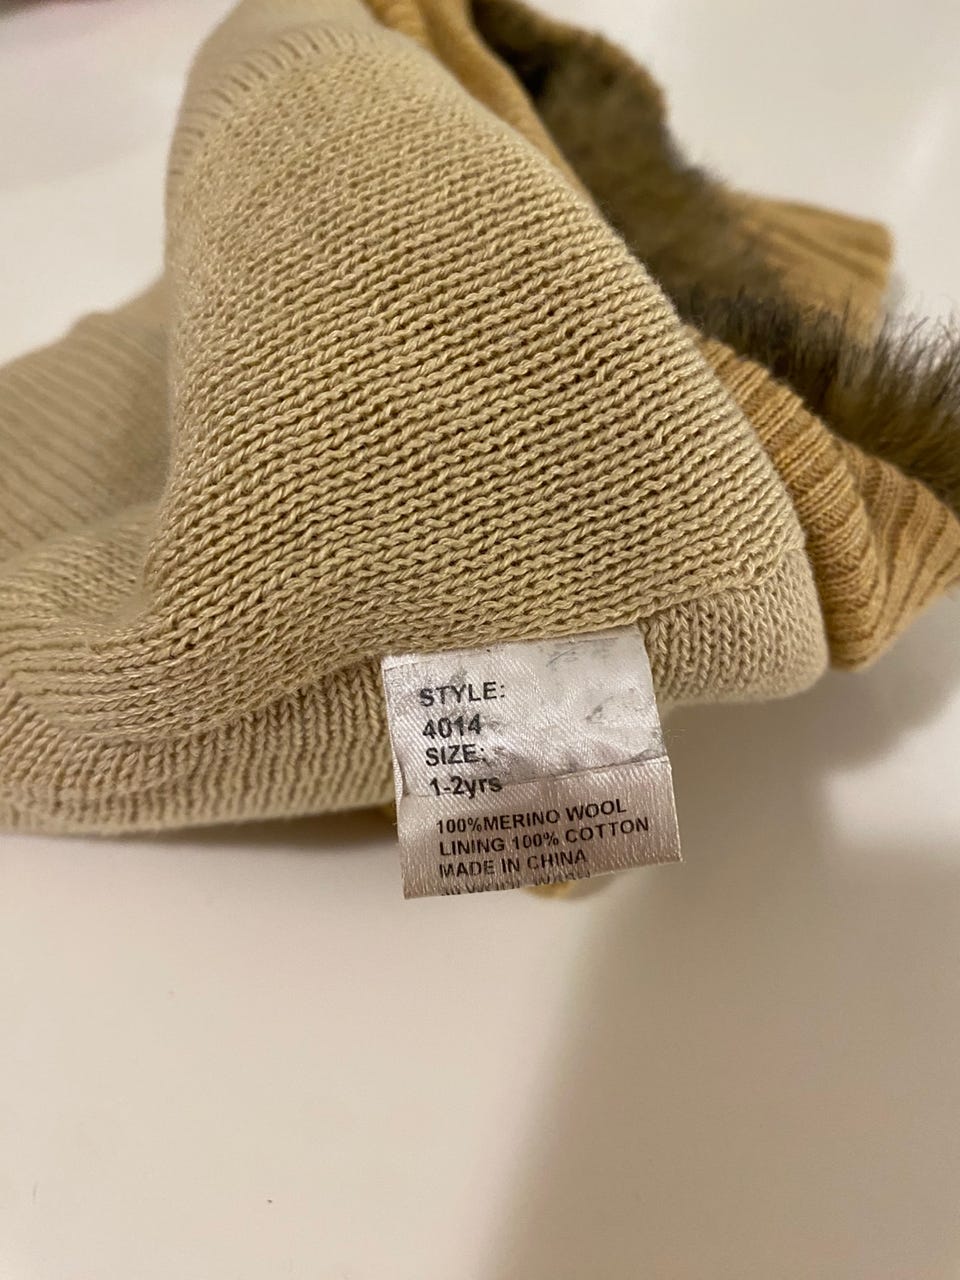 STYLE:
4014
SIZE:
1-2yrs
100%MERINO WOOL
LINING 100% COTTON
MADE IN CHINA